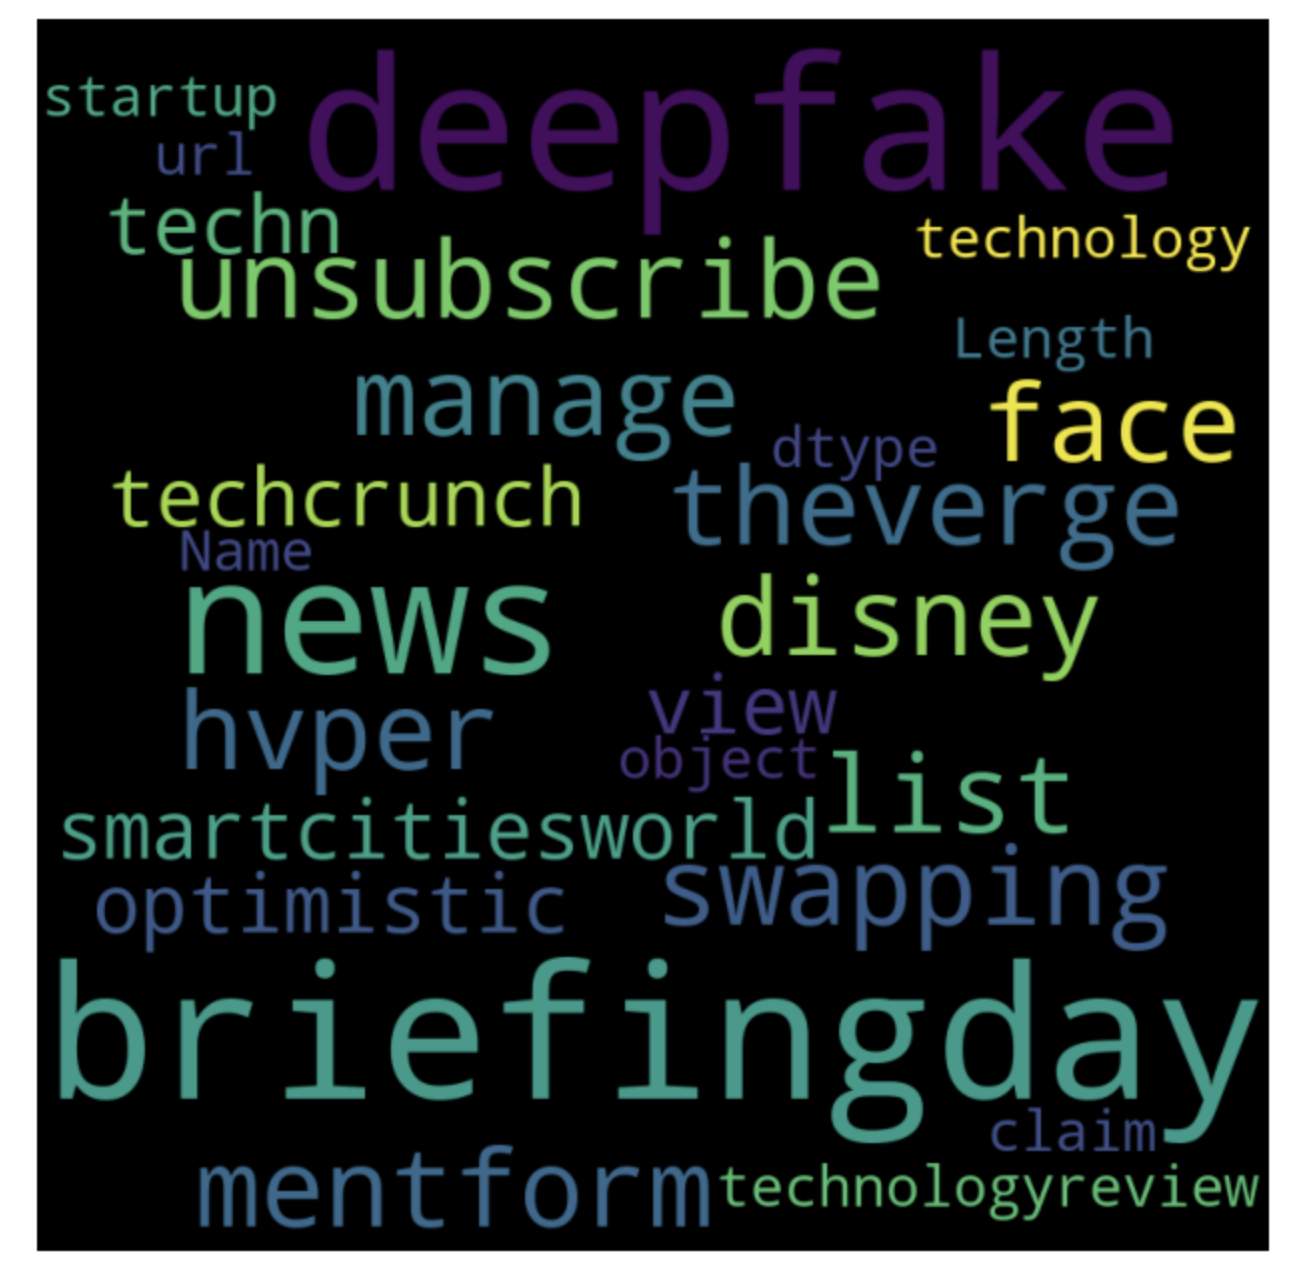 startup
deepfake
url
techn
technology
unsubscribe
Length
manage
face
dtype
techcrunch
theverge
Name
news
disney
view
hvper
object
list
smartcitiesworld
swapping
optimistic
briefingday
claim
mentform
technologyreview